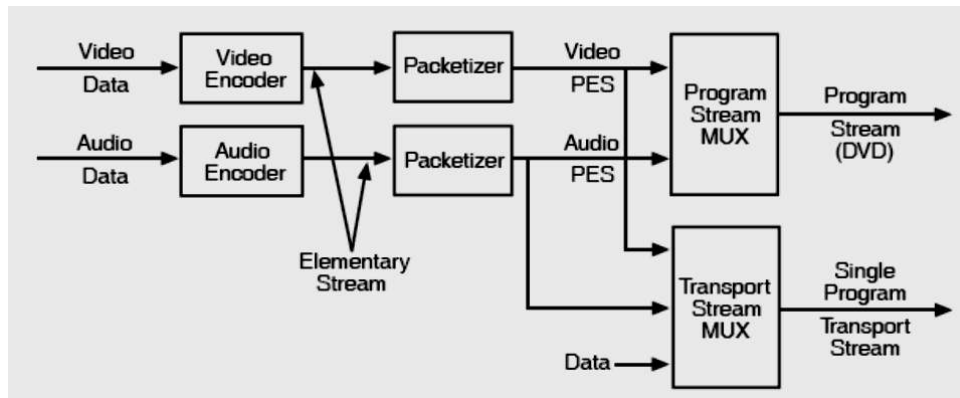 Video
Data
Video
Encoder
Packetizer
Video
PES
Program
Stream
MUX
Program
Stream
(DVD)
Audio
Data
Audio
Encoder
Packetizer
Audio
PES
Elementary
Stream
Transport
Stream
MUX
Single
Program
Transport
Stream
Data